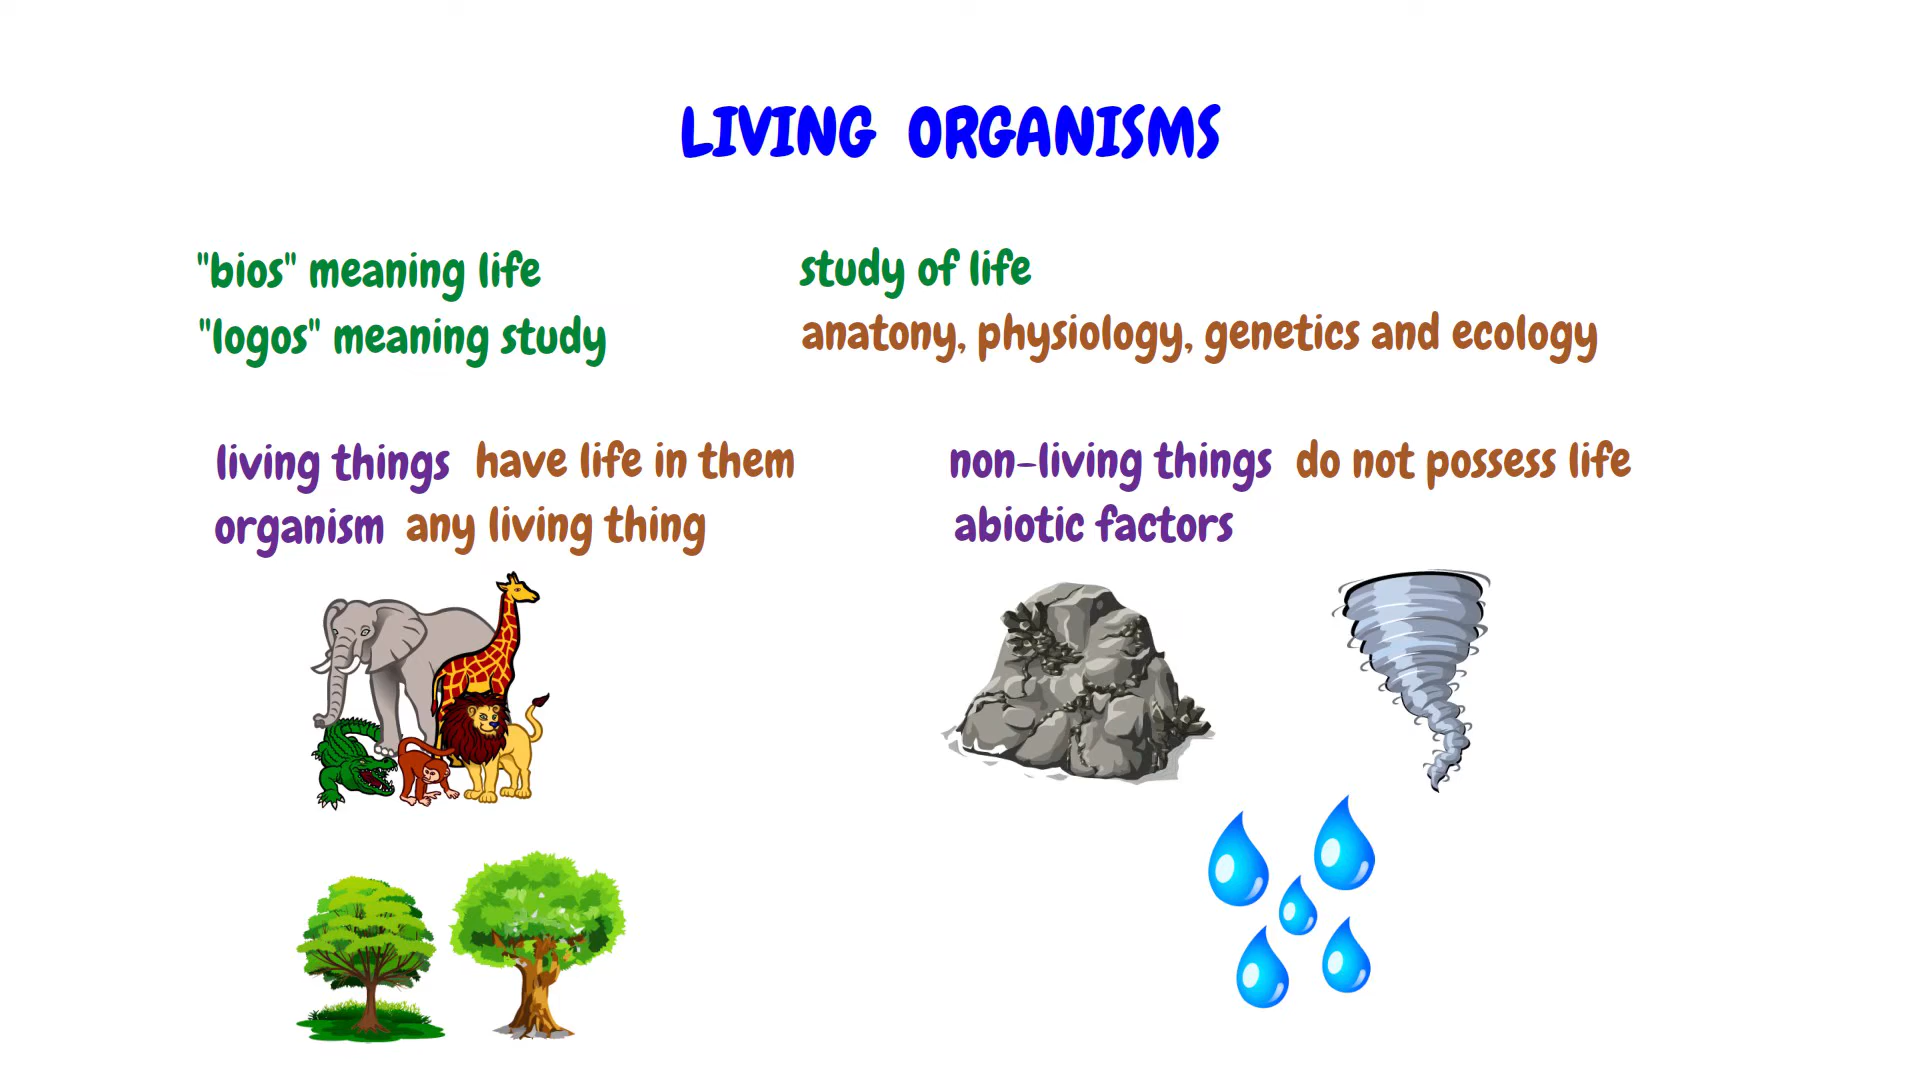 LIVING ORGANISMS
"bios" meaning life
"logos" meaning study
study of life
anatony, physiology, genetics and ecology
living things have life in them
organism any living thing
non-living things do not possess life
abiotic factors